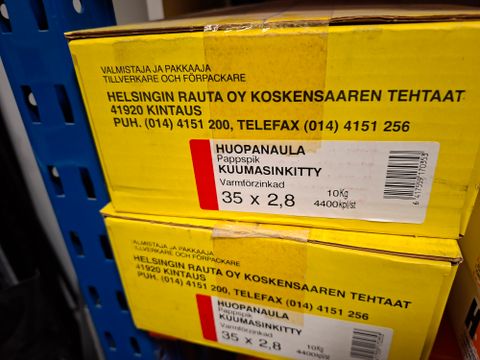 VALMISTAJA JA PAKKAAJA
TILLVERKARE OCH FÖRPACKARE
HELSINGIN RAUTA OY KOSKENSAAREN TEHTAAT
41920 KINTAUS
PUH. (014) 4151 200, TELEFAX (014) 4151 256
HUOPANAULA
Pappspik
KUUMASINKITTY
Varmförzinkad
10Kg
35 x 2,8
4400kpl/st
VALMISTAJA JA PAKKAAJA
TILLVERKARE OCH FÖRPACKARE
HELSINGIN RAUTA OY KOSKENSAAREN TEHTAAT
41920 KINTAUS
PUH. (014) 4151 200, TELEFAX (014) 4151 256
HUOPANAULA
Pappspik
KUUMASINKITTY
Varmförzinkad
10Kg
35 x 2,8